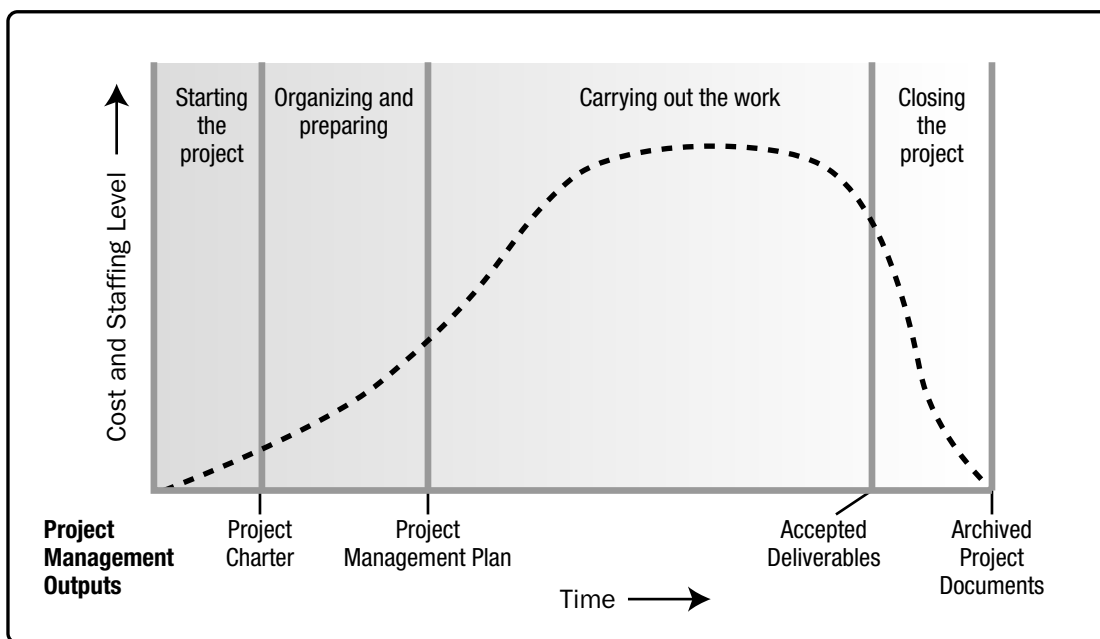 Starting
the
project
Organizing and
preparing
Carrying out the work
Closing
the
project
Cost and Staffing Level
Project
Management
Outputs
Project
Charter
Project
Management Plan
Accepted
Deliverables
Archived
Project
Documents
Time